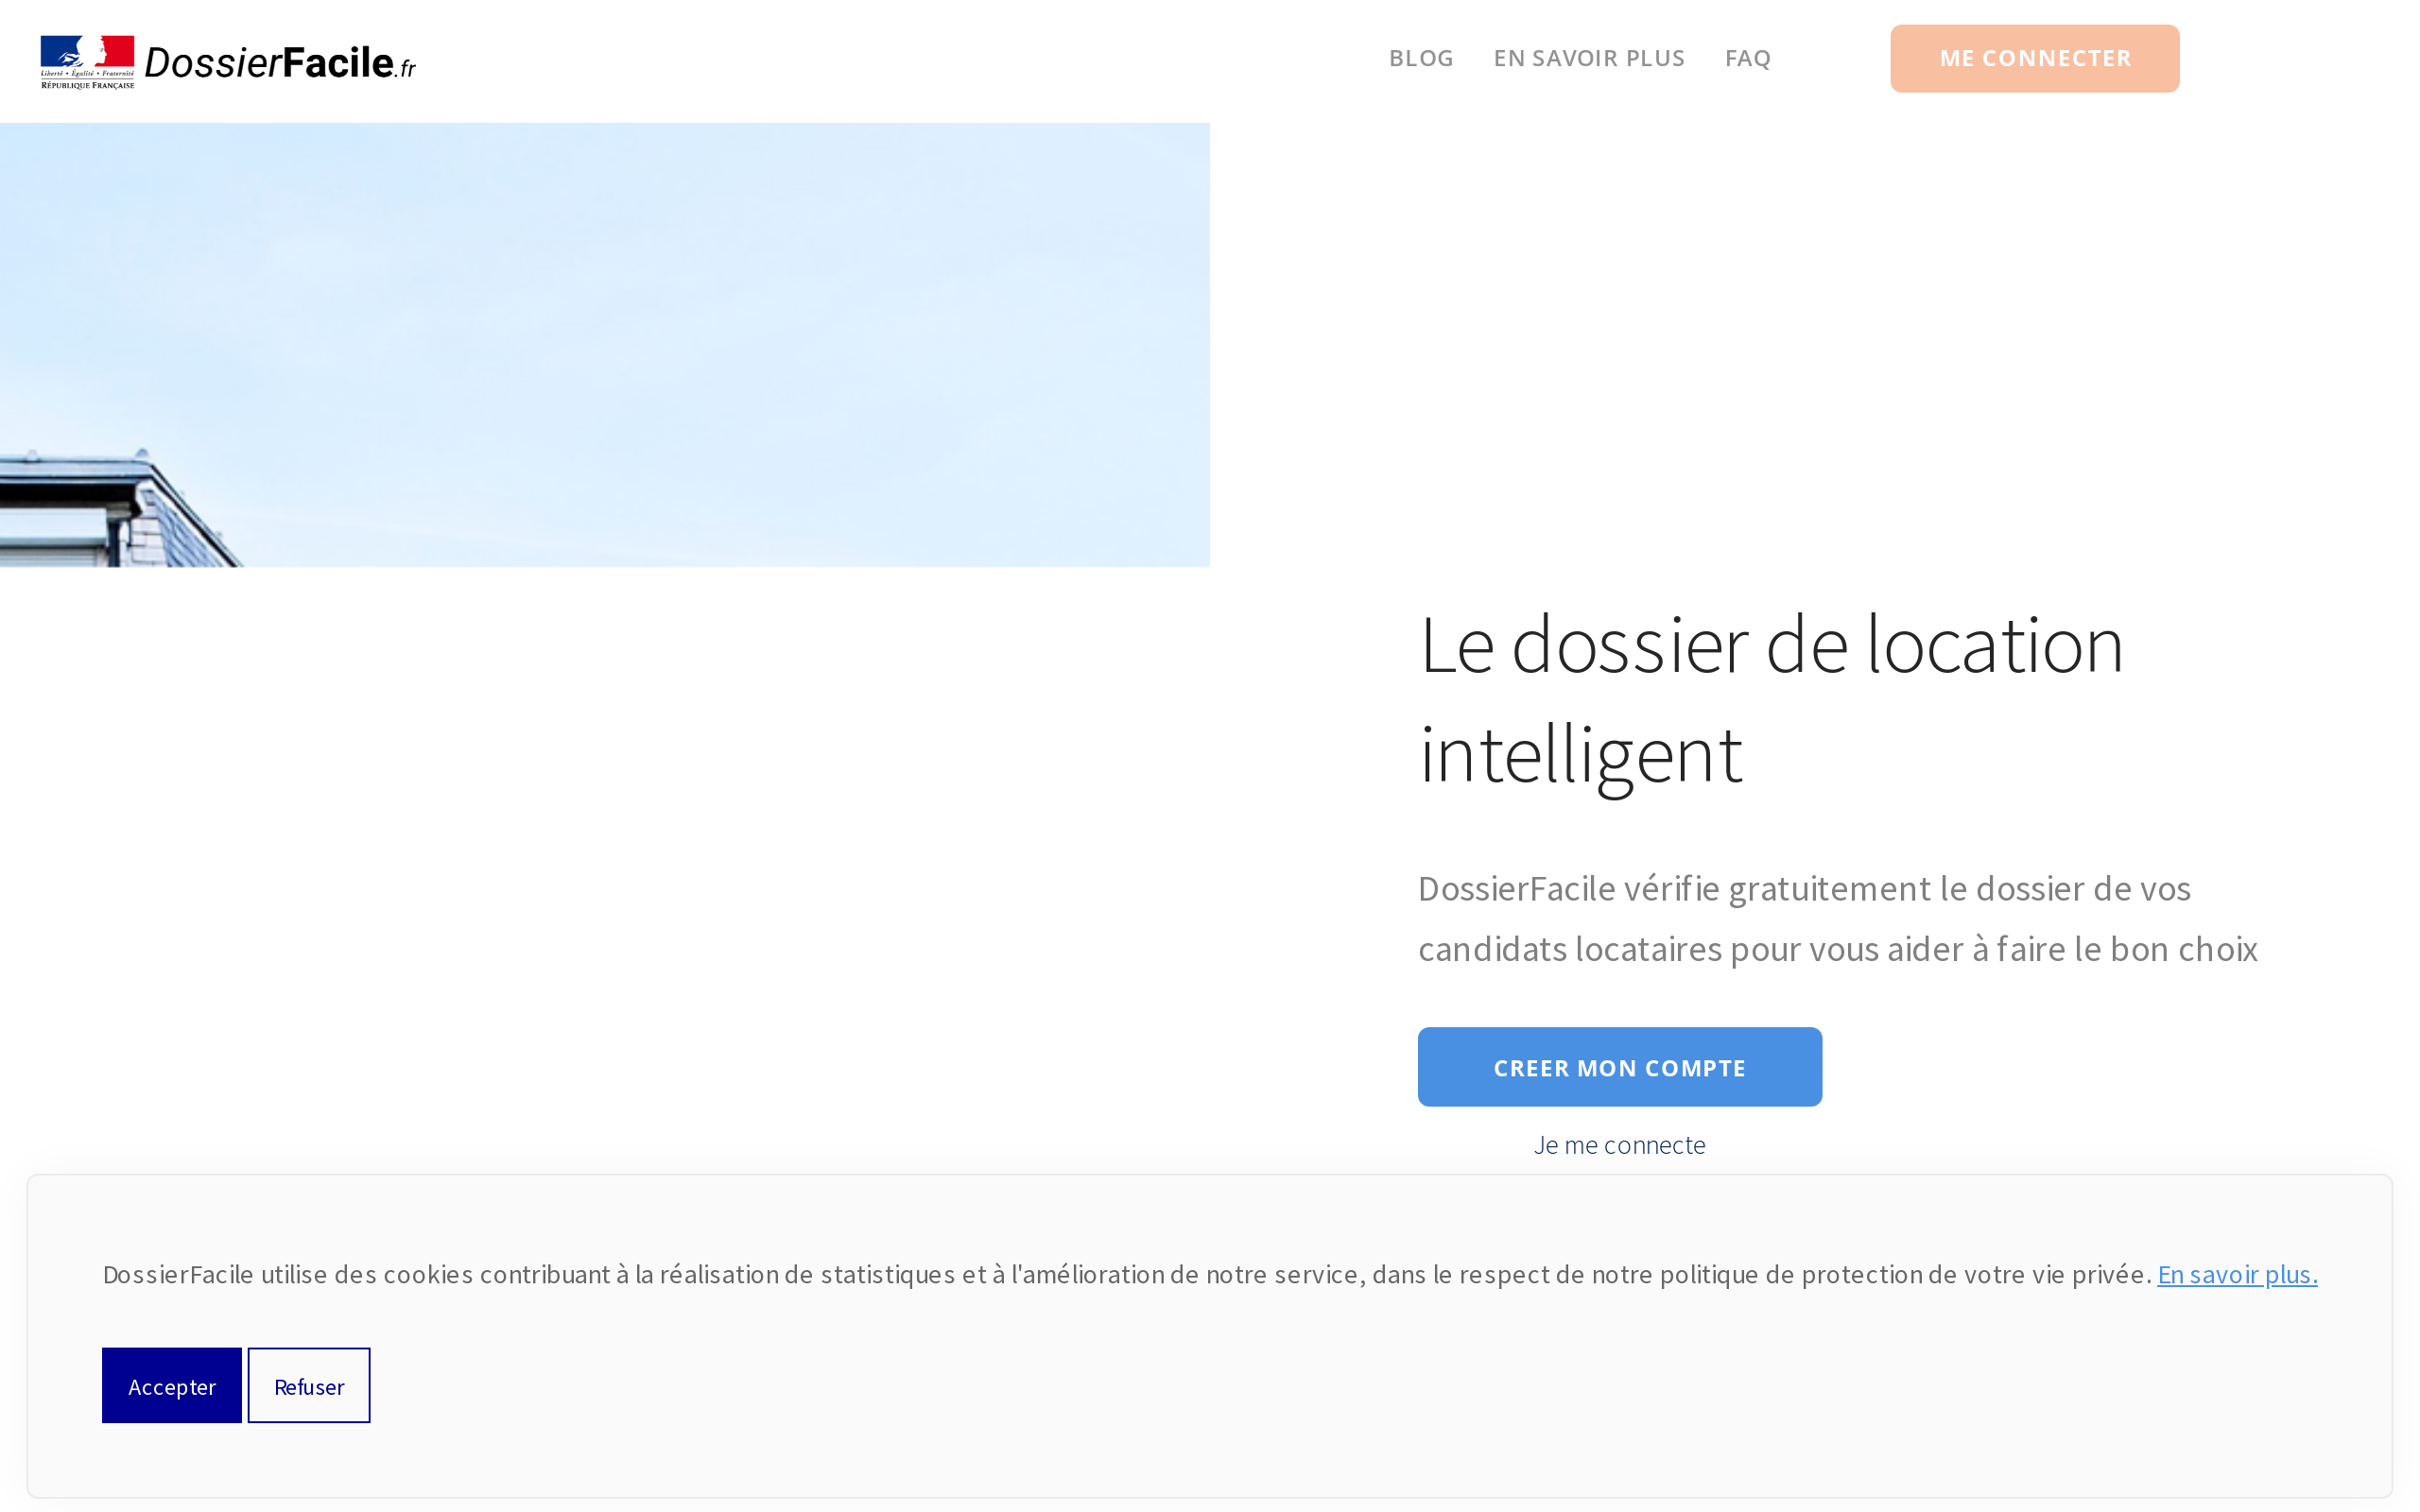 Liberté • Égalité • Fraternité
RÉPUBLIQUE FRANÇAISE
DossierFacile.fr
BLOG
EN SAVOIR PLUS
FAQ
ME CONNECTER
Le dossier de location
intelligent
DossierFacile vérifie gratuitement le dossier de vos
candidats locataires pour vous aider à faire le bon choix
CREER MON COMPTE
Je me connecte
DossierFacile utilise des cookies contribuant à la réalisation de statistiques et à l'amélioration de notre service, dans le respect de notre politique de protection de votre vie privée. En savoir plus.
Accepter
Refuser